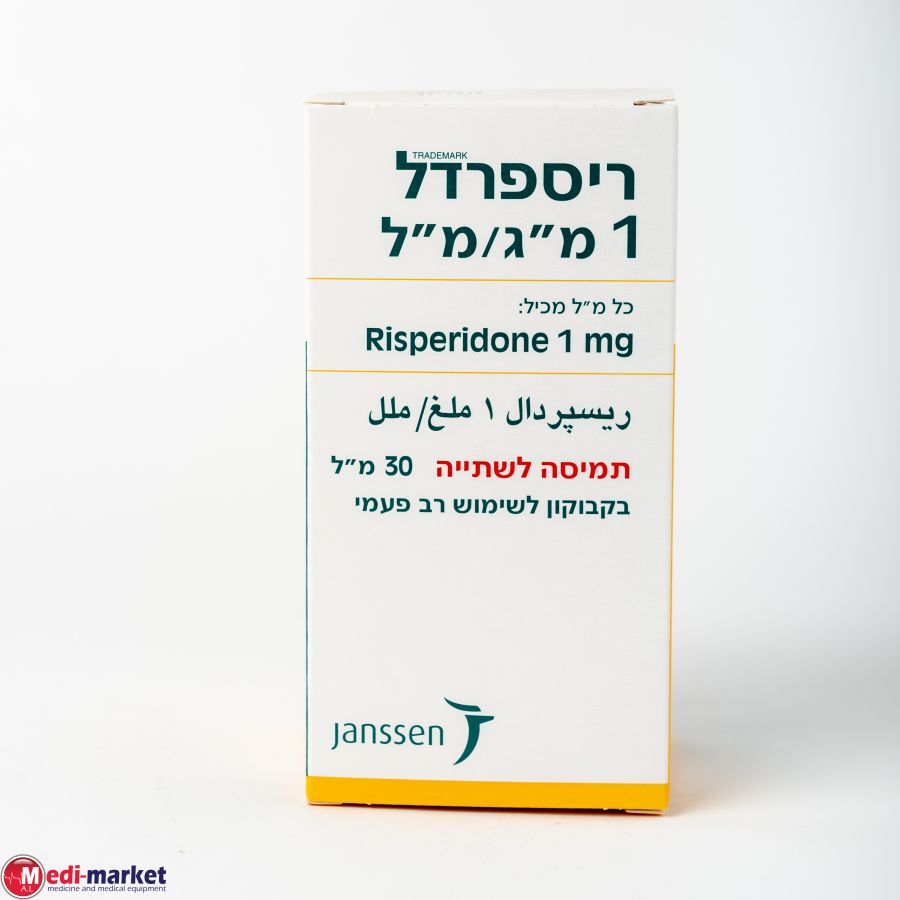 TRADEMARK
ריספרדל
1 מ״ג/מ״ל
כל מ״ל מכיל:
Risperidone 1 mg
ريسپردال ١ ملغ/ملل
תמיסה לשתייה 30 מ״ל
בקבוקון לשימוש רב פעמי
janssen
Medi-market
A.L
medicine and medical equipment